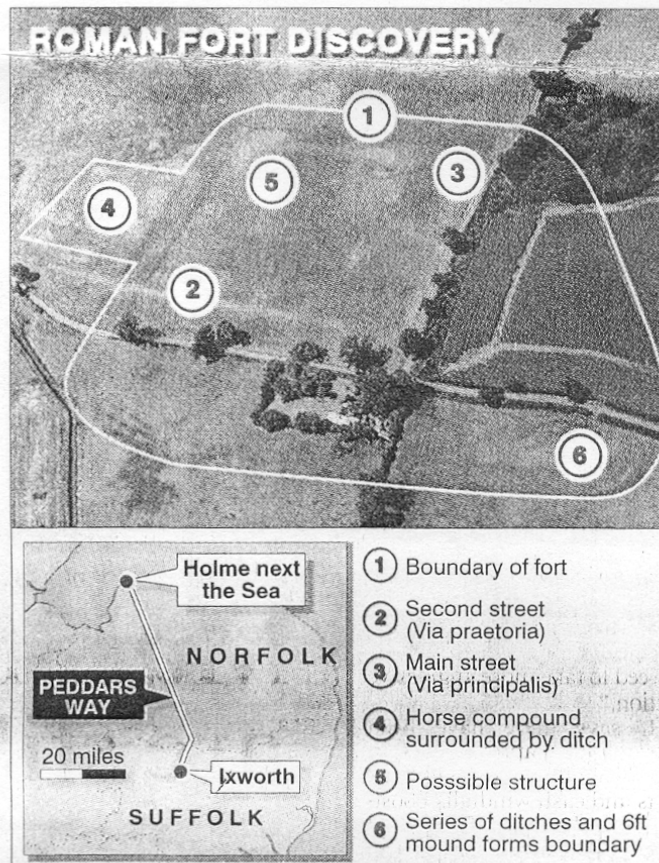 ROMAN FORT DISCOVERY
1
3
5
4
2
6
Holme next
the Sea
NORFOLK
PEDDARS
WAY
20 miles
Ixworth
SUFFOLK
1 Boundary of fort
2 Second street
(Via praetoria)
3 Main street
(Via principalis)
4 Horse compound
surrounded by ditch
5 Posssible structure
6 Series of ditches and 6ft
mound forms boundary